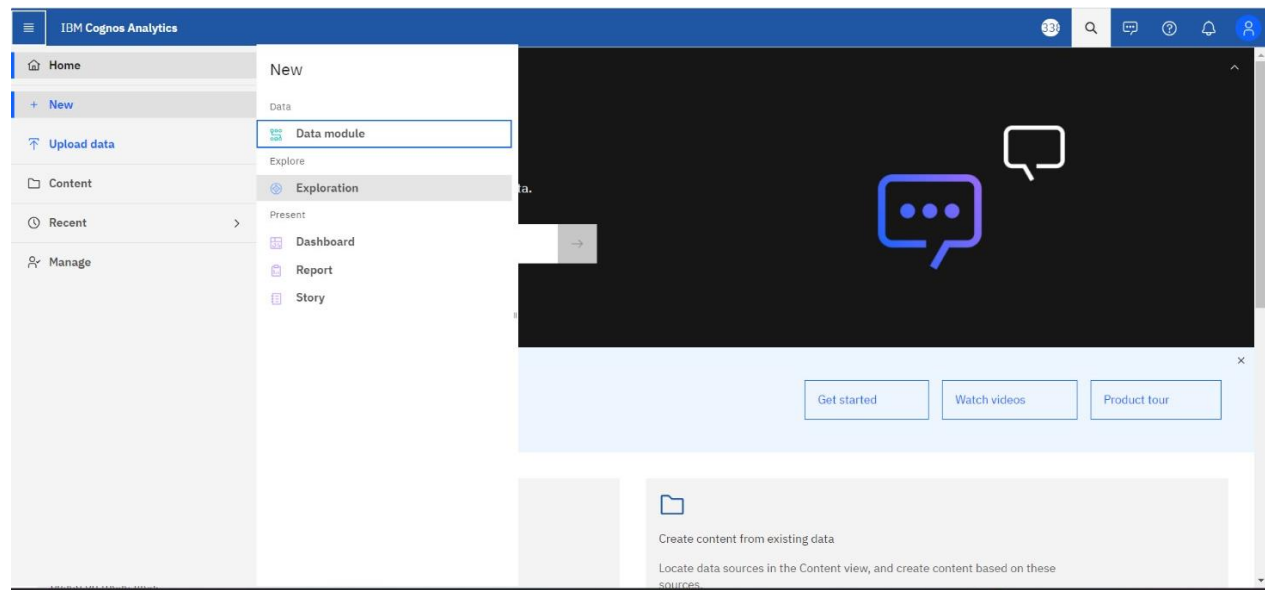 IBM Cognos Analytics
Home
New
Upload data
Content
Recent
Manage
New
Data
Data module
Explore
Exploration
Present
Dashboard
Report
Story
ta.
Get started
Watch videos
Product tour
Create content from existing data
Locate data sources in the Content view, and create content based on these
sources.